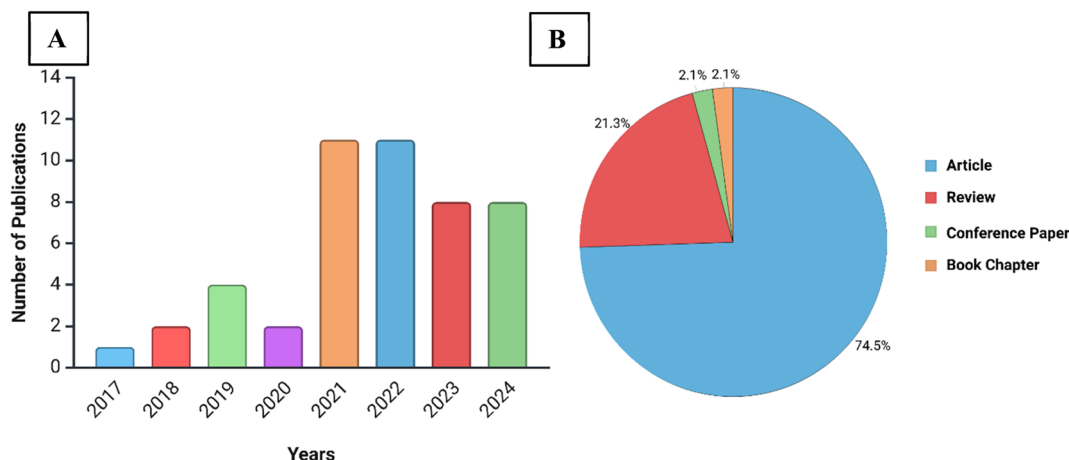 A
B
14
12
10
8
6
4
2
0
Number of Publications
2017
2018
2019
2020
2021
2022
2023
2024
Years
2.1%
2.1%
21.3%
74.5%
Article
Review
Conference Paper
Book Chapter